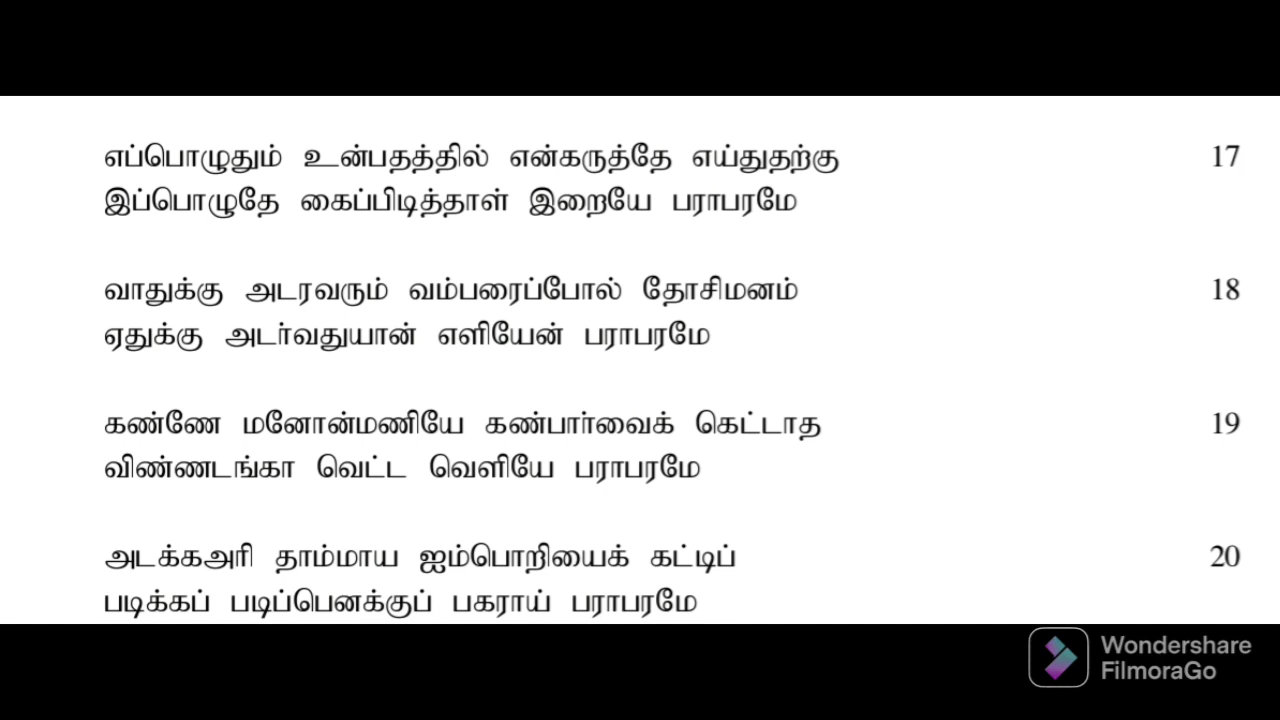 எப்பொழுதும் உன்பதத்தில் என்கருத்தே எய்துதற்கு 17
இப்பொழுதே கைப்பிடித்தாள் இறையே பராபரமே
வாதுக்கு அடரவரும் வம்பரைப்போல் தோசிமனம் 18
ஏதுக்கு அடர்வதுயான் எளியேன் பராபரமே
கண்ணே மனோன்மணியே கண்பார்வைக் கெட்டாத 19
விண்ணடங்கா வெட்ட வெளியே பராபரமே
அடக்கஅரி தாம்மாய ஐம்பொறியைக் கட்டிப் 20
படிக்கப் படிப்பெனக்குப் பகராய் பராபரமே
Wondershare
FilmoraGo